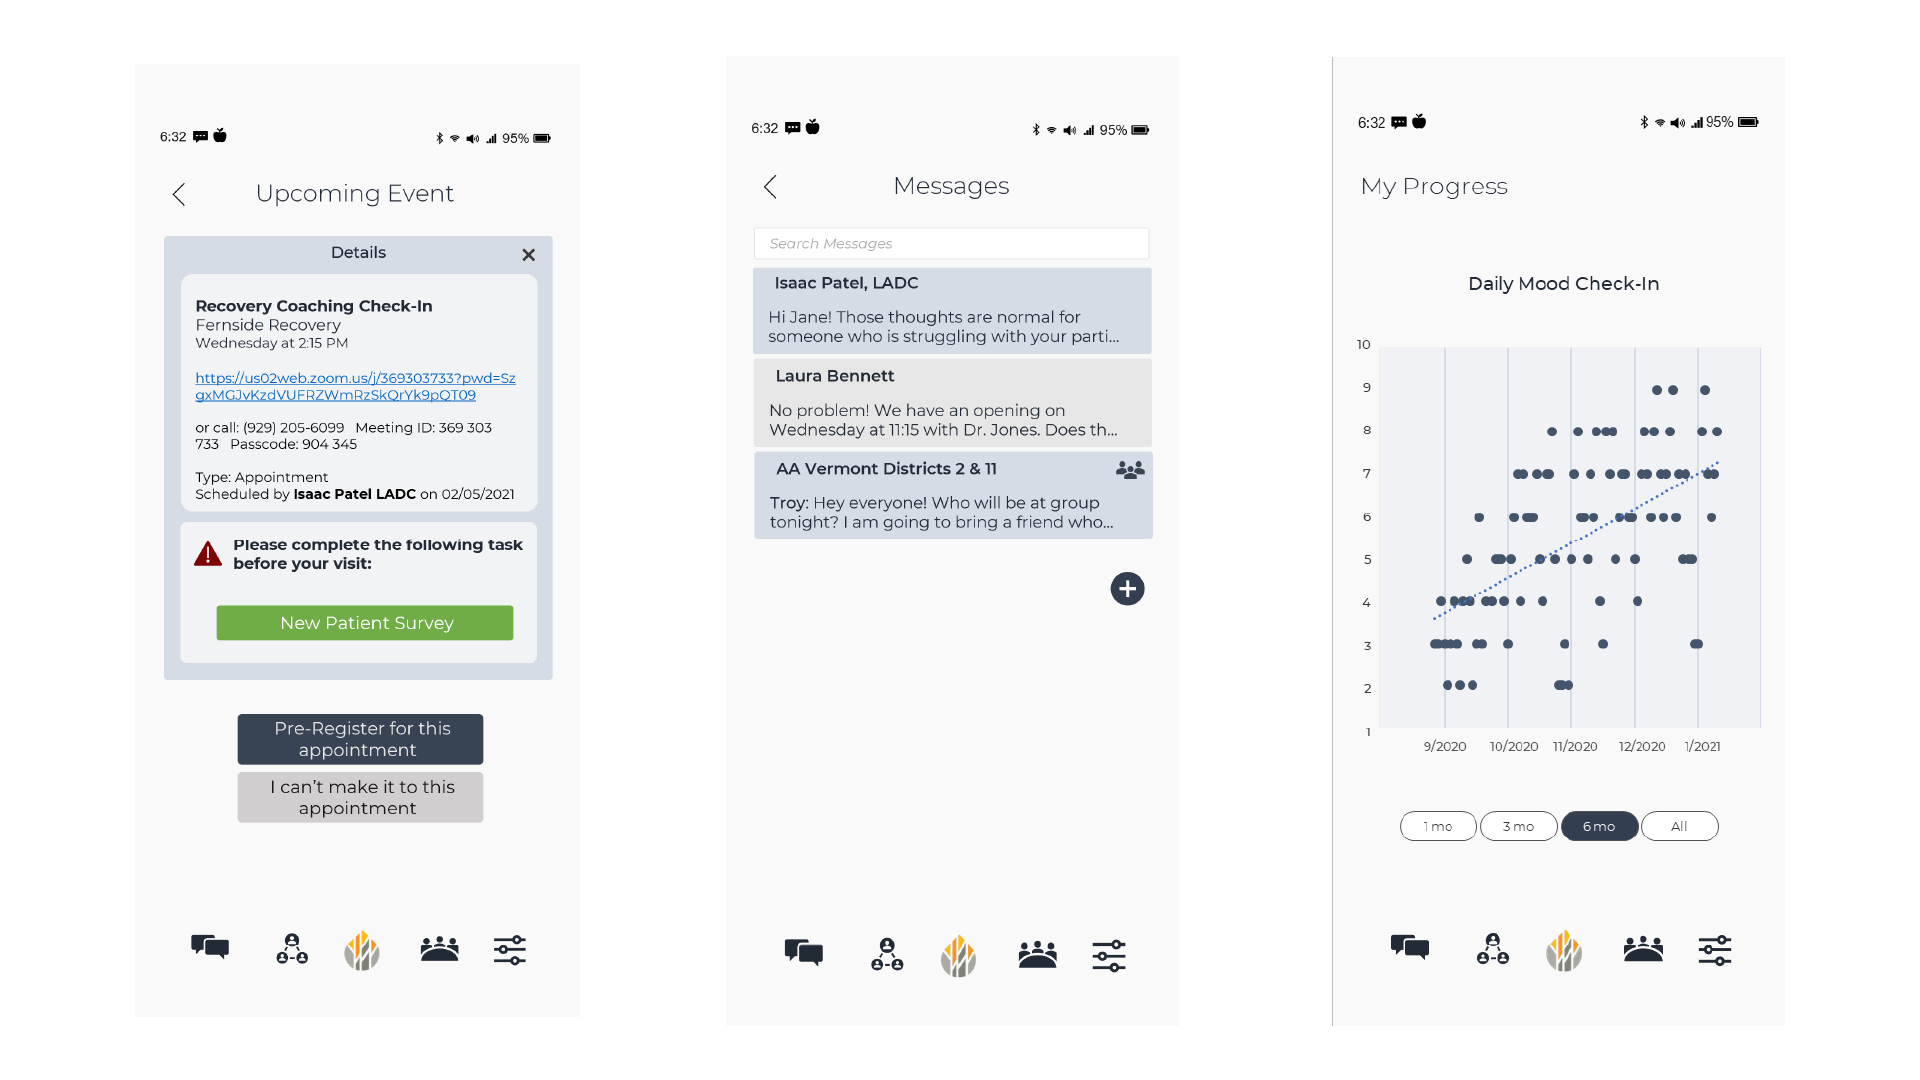 6:32
95%
Upcoming Event
Details
Recovery Coaching Check-In
Fernside Recovery
Wednesday at 2:15 PM
https://us02web.zoom.us/j/369303733?pwd=Sz
gxMGJvKzdVUFRZWmRzSkQrYk9pQT09
or call: (929) 205-6099 Meeting ID: 369 303
733 Passcode: 904 345
Type: Appointment
Scheduled by Isaac Patel LADC on 02/05/2021
Please complete the following task
before your visit:
New Patient Survey
Pre-Register for this
appointment
I can't make it to this
appointment
6:32
95%
Messages
Search Messages
Isaac Patel, LADC
Hi Jane! Those thoughts are normal for
someone who is struggling with your parti...
Laura Bennett
No problem! We have an opening on
Wednesday at 11:15 with Dr. Jones. Does th...
AA Vermont Districts 2 & 11
Troy: Hey everyone! Who will be at group
tonight? I am going to bring a friend who...
6:32
95%
My Progress
Daily Mood Check-In
10
9
8
7
6
5
4
3
2
1
9/2020 10/2020 11/2020 12/2020 1/2021
1 mo 3 mo 6 mo All